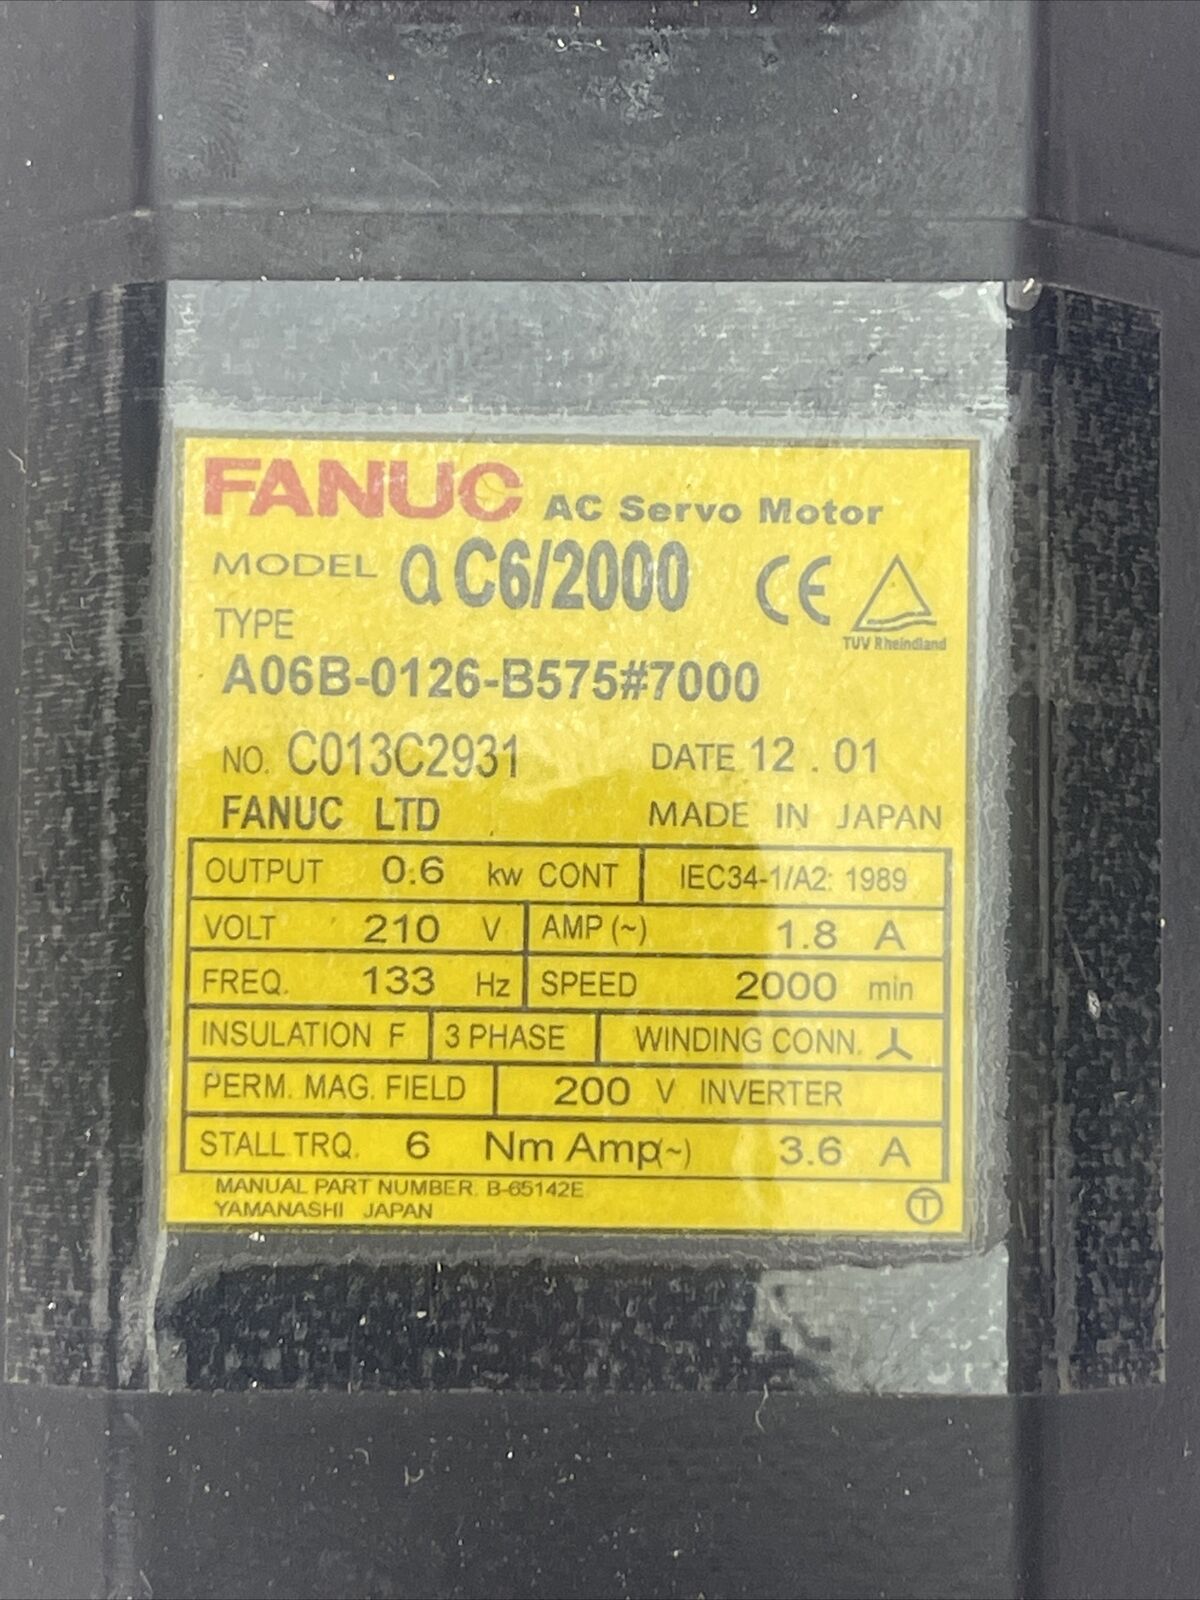 FANUC AC Servo Motor
MODEL α C6/2000 CE
TYPE TUV Rheindland
A06B-0126-B575#7000
NO. C013C2931 DATE 12 . 01
FANUC LTD MADE IN JAPAN
OUTPUT 0.6 kw CONT IEC34-1/A2: 1989
VOLT 210 V AMP (~) 1.8 A
FREQ. 133 Hz SPEED 2000 min
INSULATION F 3 PHASE WINDING CONN.
PERM. MAG. FIELD 200 V INVERTER
STALL TRQ. 6 Nm Amp(~) 3.6 A
MANUAL PART NUMBER. B-65142E
YAMANASHI JAPAN T